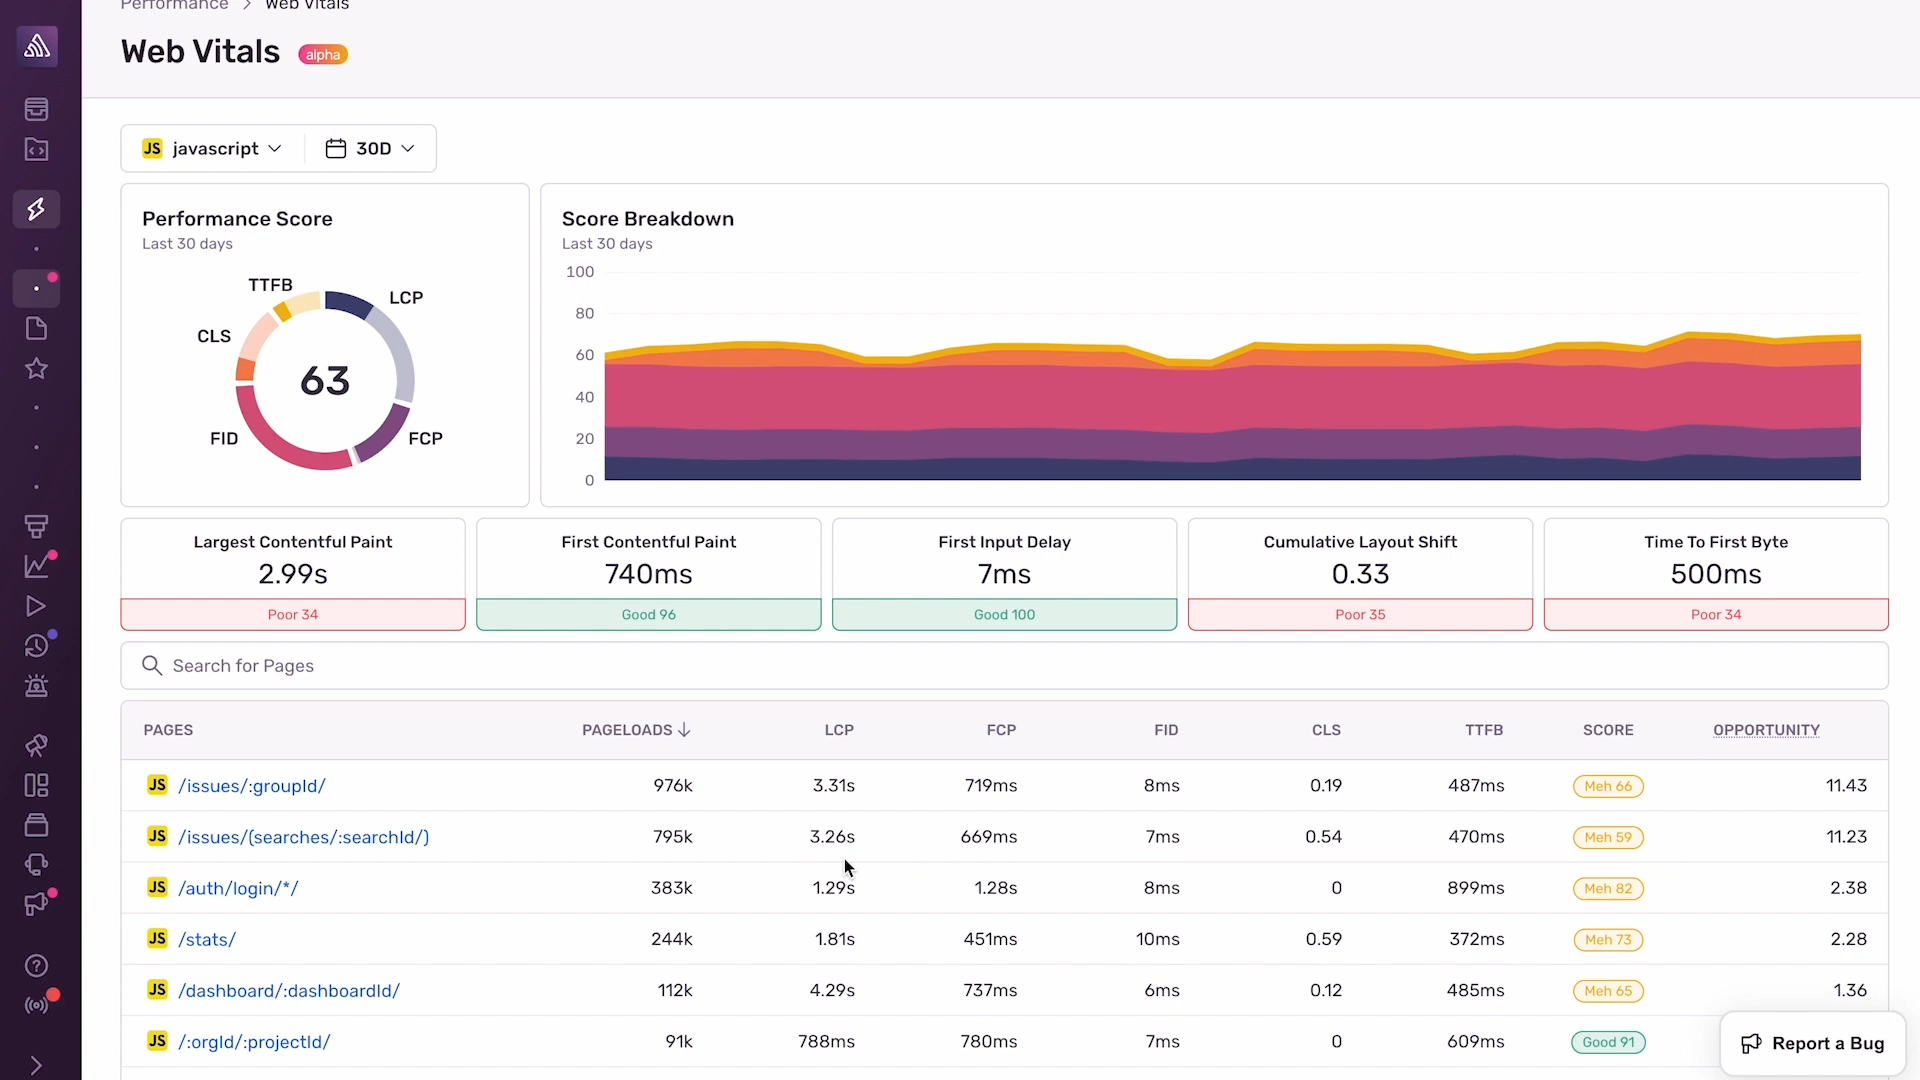 Performance > Web Vitals
Web Vitals alpha
JS javascript 30D
Performance Score
Last 30 days
TTFB
LCP
CLS
63
FID
FCP
Score Breakdown
Last 30 days
100
80
60
40
20
0
Largest Contentful Paint
2.99s
Poor 34
First Contentful Paint
740ms
Good 96
First Input Delay
7ms
Good 100
Cumulative Layout Shift
0.33
Poor 35
Time To First Byte
500ms
Poor 34
Search for Pages
PAGES PAGELOADS LCP FCP FID CLS TTFB SCORE OPPORTUNITY
JS /issues/:groupId/ 976k 3.31s 719ms 8ms 0.19 487ms Meh 66 11.43
JS /issues/(searches/:searchId/) 795k 3.26s 669ms 7ms 0.54 470ms Meh 59 11.23
JS /auth/login/*/ 383k 1.29s 1.28s 8ms 0 899ms Meh 82 2.38
JS /stats/ 244k 1.81s 451ms 10ms 0.59 372ms Meh 73 2.28
JS /dashboard/:dashboardId/ 112k 4.29s 737ms 6ms 0.12 485ms Meh 65 1.36
JS /:orgId/:projectId/ 91k 788ms 780ms 7ms 0 609ms Good 91
Report a Bug